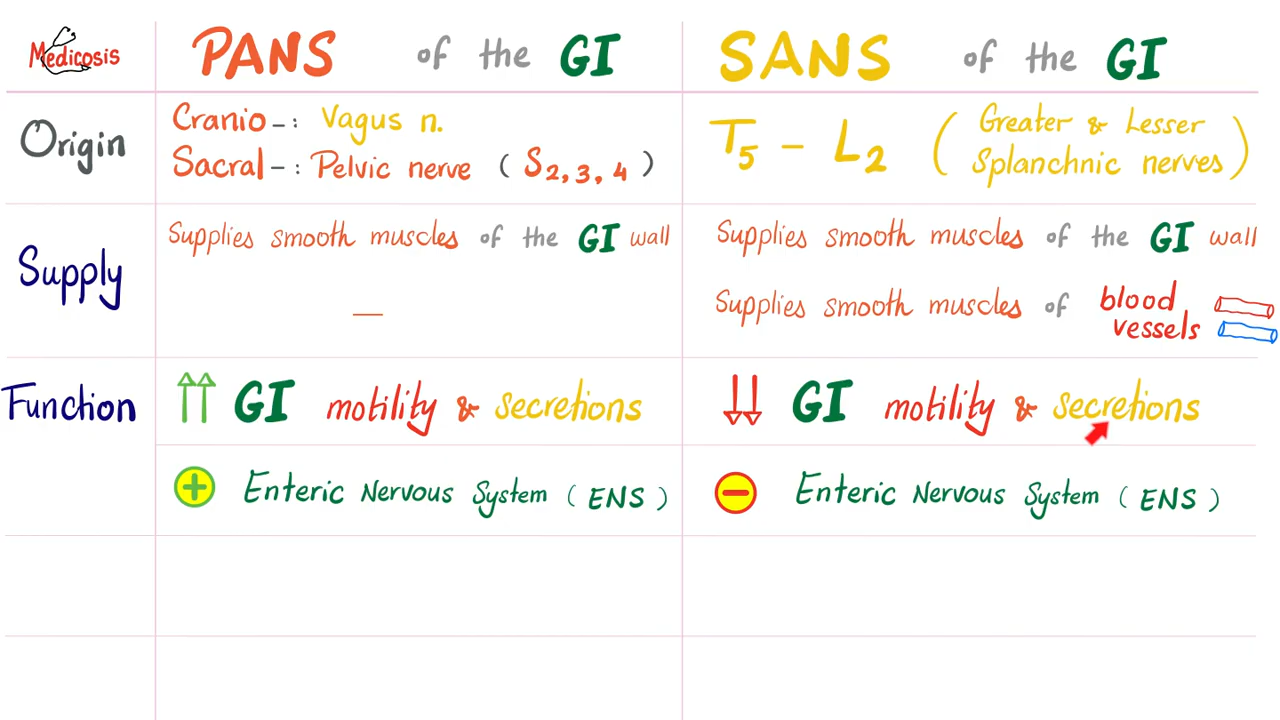 Medicosis
PANS of the GI
SANS of the GI
Origin
Cranio-: Vagus n.
Sacral-: Pelvic nerve (S2, 3, 4)
T5 - L2
(Greater & Lesser
Splanchnic nerves)
Supply
Supplies smooth muscles of the GI wall
—
Supplies smooth muscles of the GI wall
Supplies smooth muscles of blood
vessels
Function
↑↑ GI motility & secretions
↓↓ GI motility & secretions
+ Enteric Nervous System (ENS)
− Enteric Nervous System (ENS)